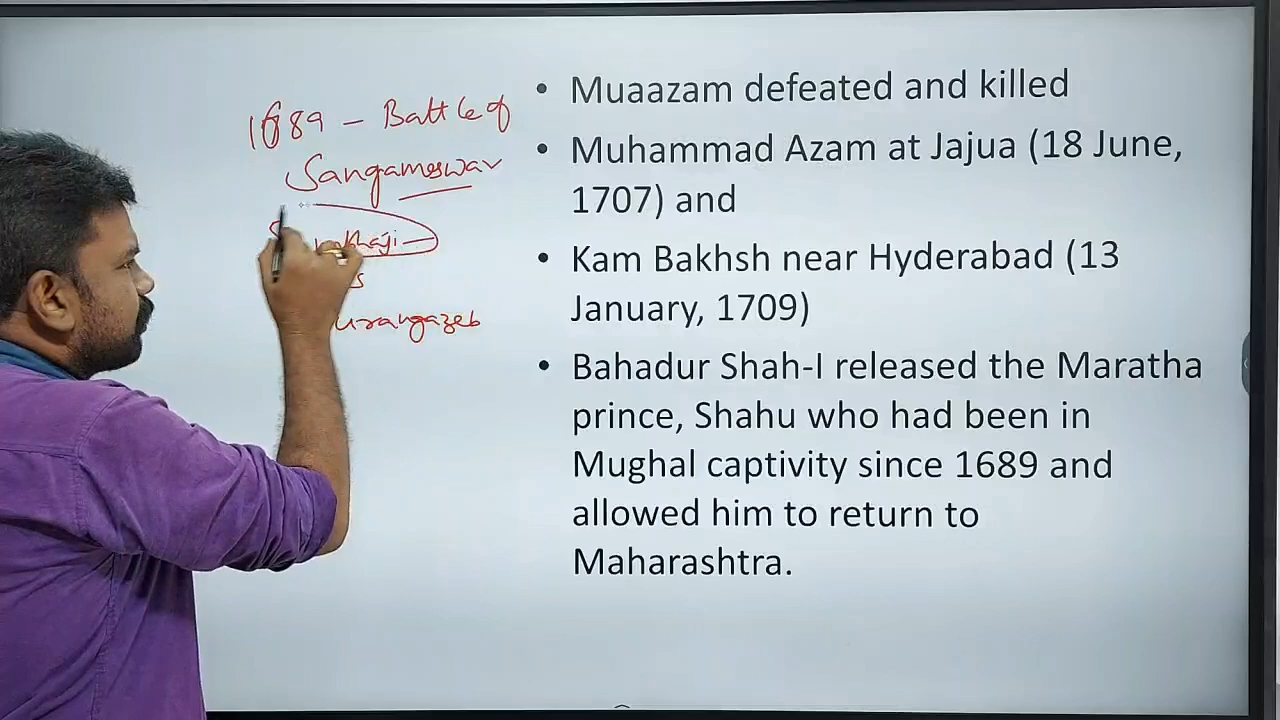 1689 - Battle of
Sangameswar
Aurangazeb
• Muaazam defeated and killed
• Muhammad Azam at Jajua (18 June,
1707) and
• Kam Bakhsh near Hyderabad (13
January, 1709)
• Bahadur Shah-I released the Maratha
prince, Shahu who had been in
Mughal captivity since 1689 and
allowed him to return to
Maharashtra.